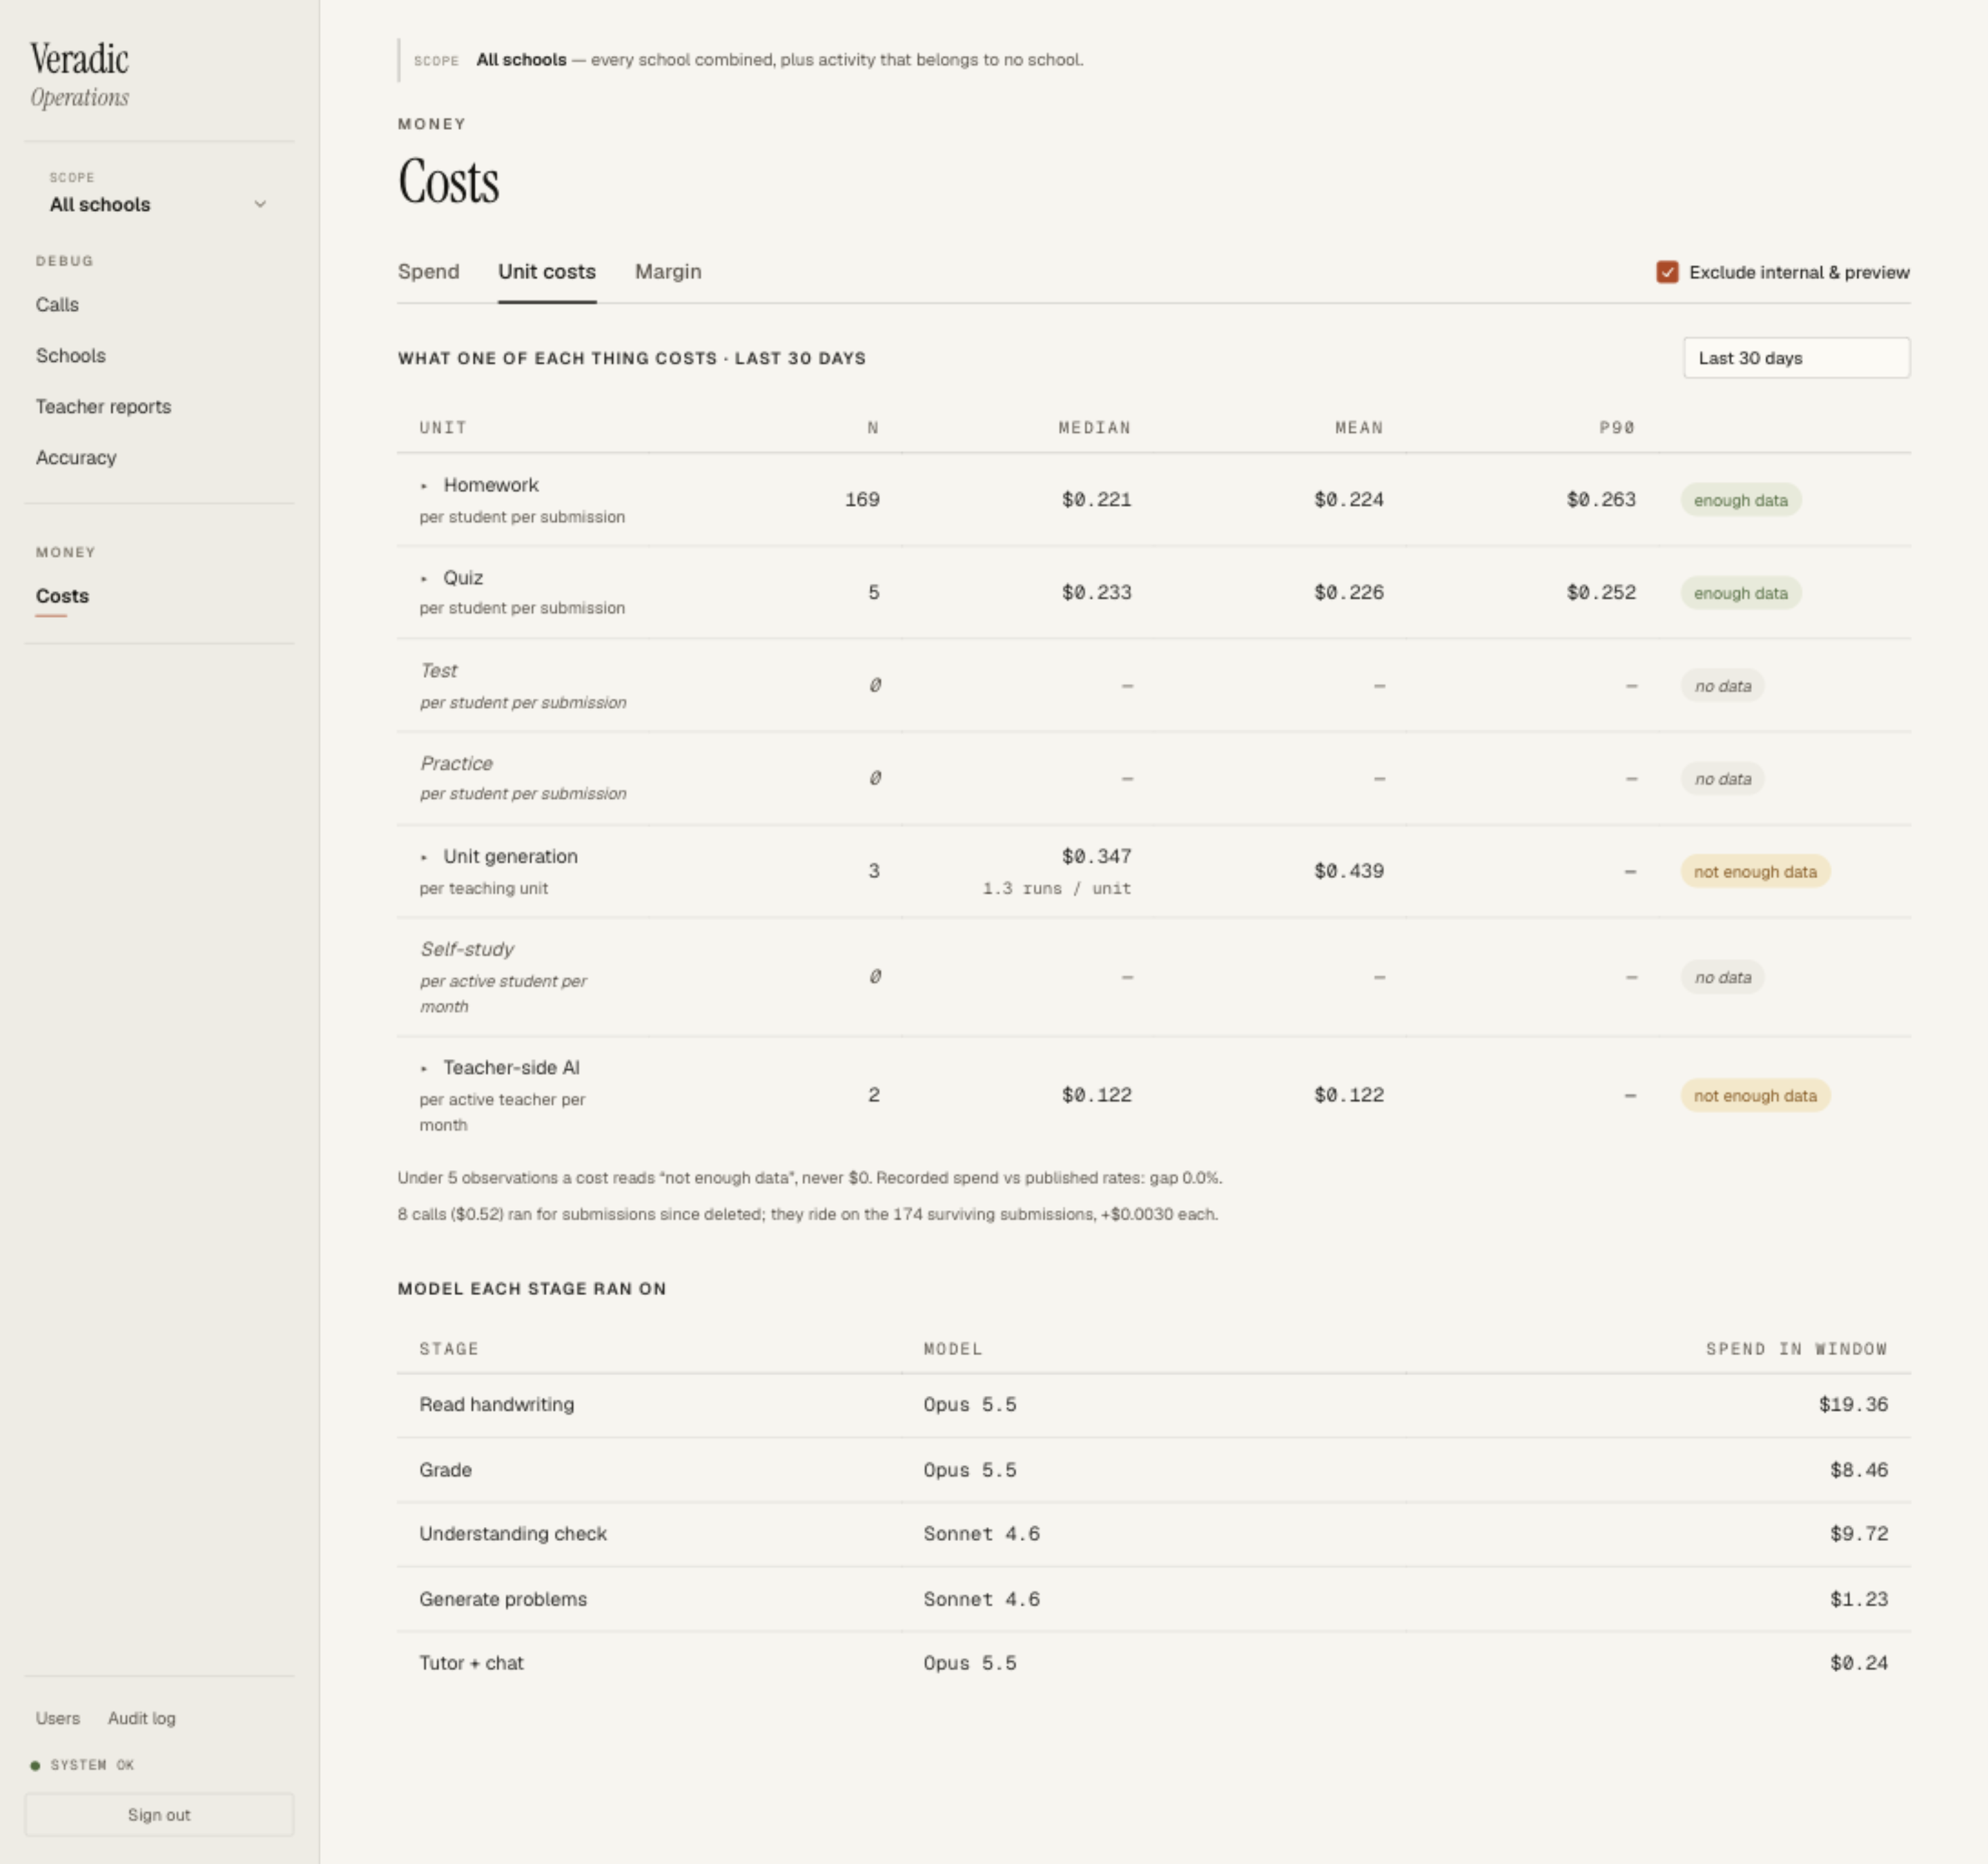 Veradic
Operations
SCOPE
All schools
DEBUG
Calls
Schools
Teacher reports
Accuracy
MONEY
Costs
Users Audit log
SYSTEM OK
Sign out
SCOPE All schools — every school combined, plus activity that belongs to no school.
MONEY
Costs
Spend Unit costs Margin Exclude internal & preview
WHAT ONE OF EACH THING COSTS · LAST 30 DAYS Last 30 days
UNIT N MEDIAN MEAN P90
Homework
per student per submission
169 $0.221 $0.224 $0.263 enough data
Quiz
per student per submission
5 $0.233 $0.226 $0.252 enough data
Test
per student per submission
0 – – – no data
Practice
per student per submission
0 – – – no data
Unit generation
per teaching unit
3 $0.347 $0.439 – not enough data
1.3 runs / unit
Self-study
per active student per
month
0 – – – no data
Teacher-side AI
per active teacher per
month
2 $0.122 $0.122 – not enough data
Under 5 observations a cost reads “not enough data”, never $0. Recorded spend vs published rates: gap 0.0%.
8 calls ($0.52) ran for submissions since deleted; they ride on the 174 surviving submissions, +$0.0030 each.
MODEL EACH STAGE RAN ON
STAGE MODEL SPEND IN WINDOW
Read handwriting Opus 5.5 $19.36
Grade Opus 5.5 $8.46
Understanding check Sonnet 4.6 $9.72
Generate problems Sonnet 4.6 $1.23
Tutor + chat Opus 5.5 $0.24